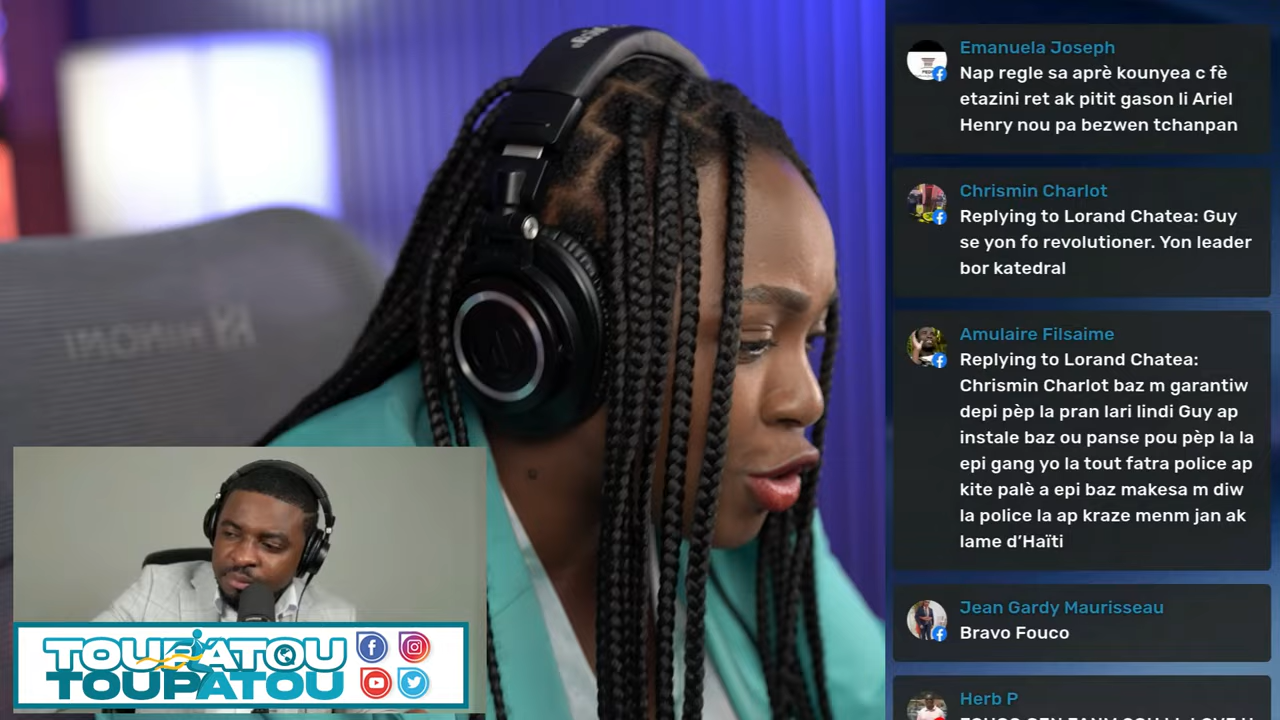 Emanuela Joseph
Nap regle sa aprè kounyea c fè
etazini ret ak pitit gason li Ariel
Henry nou pa bezwen tchanpan
Chrismin Charlot
Replying to Lorand Chatea: Guy
se yon fo revolutioner. Yon leader
bor katedral
Amulaire Filsaime
Replying to Lorand Chatea:
Chrismin Charlot baz m garantiw
depi pèp la pran lari lindi Guy ap
instale baz ou panse pou pèp la la
epi gang yo la tout fatra police ap
kite palè a epi baz makesa m diw
la police la ap kraze menm jan ak
lame d’Haïti
Jean Gardy Maurisseau
Bravo Fouco
Herb P
TOUPATOU
TOUPATOU